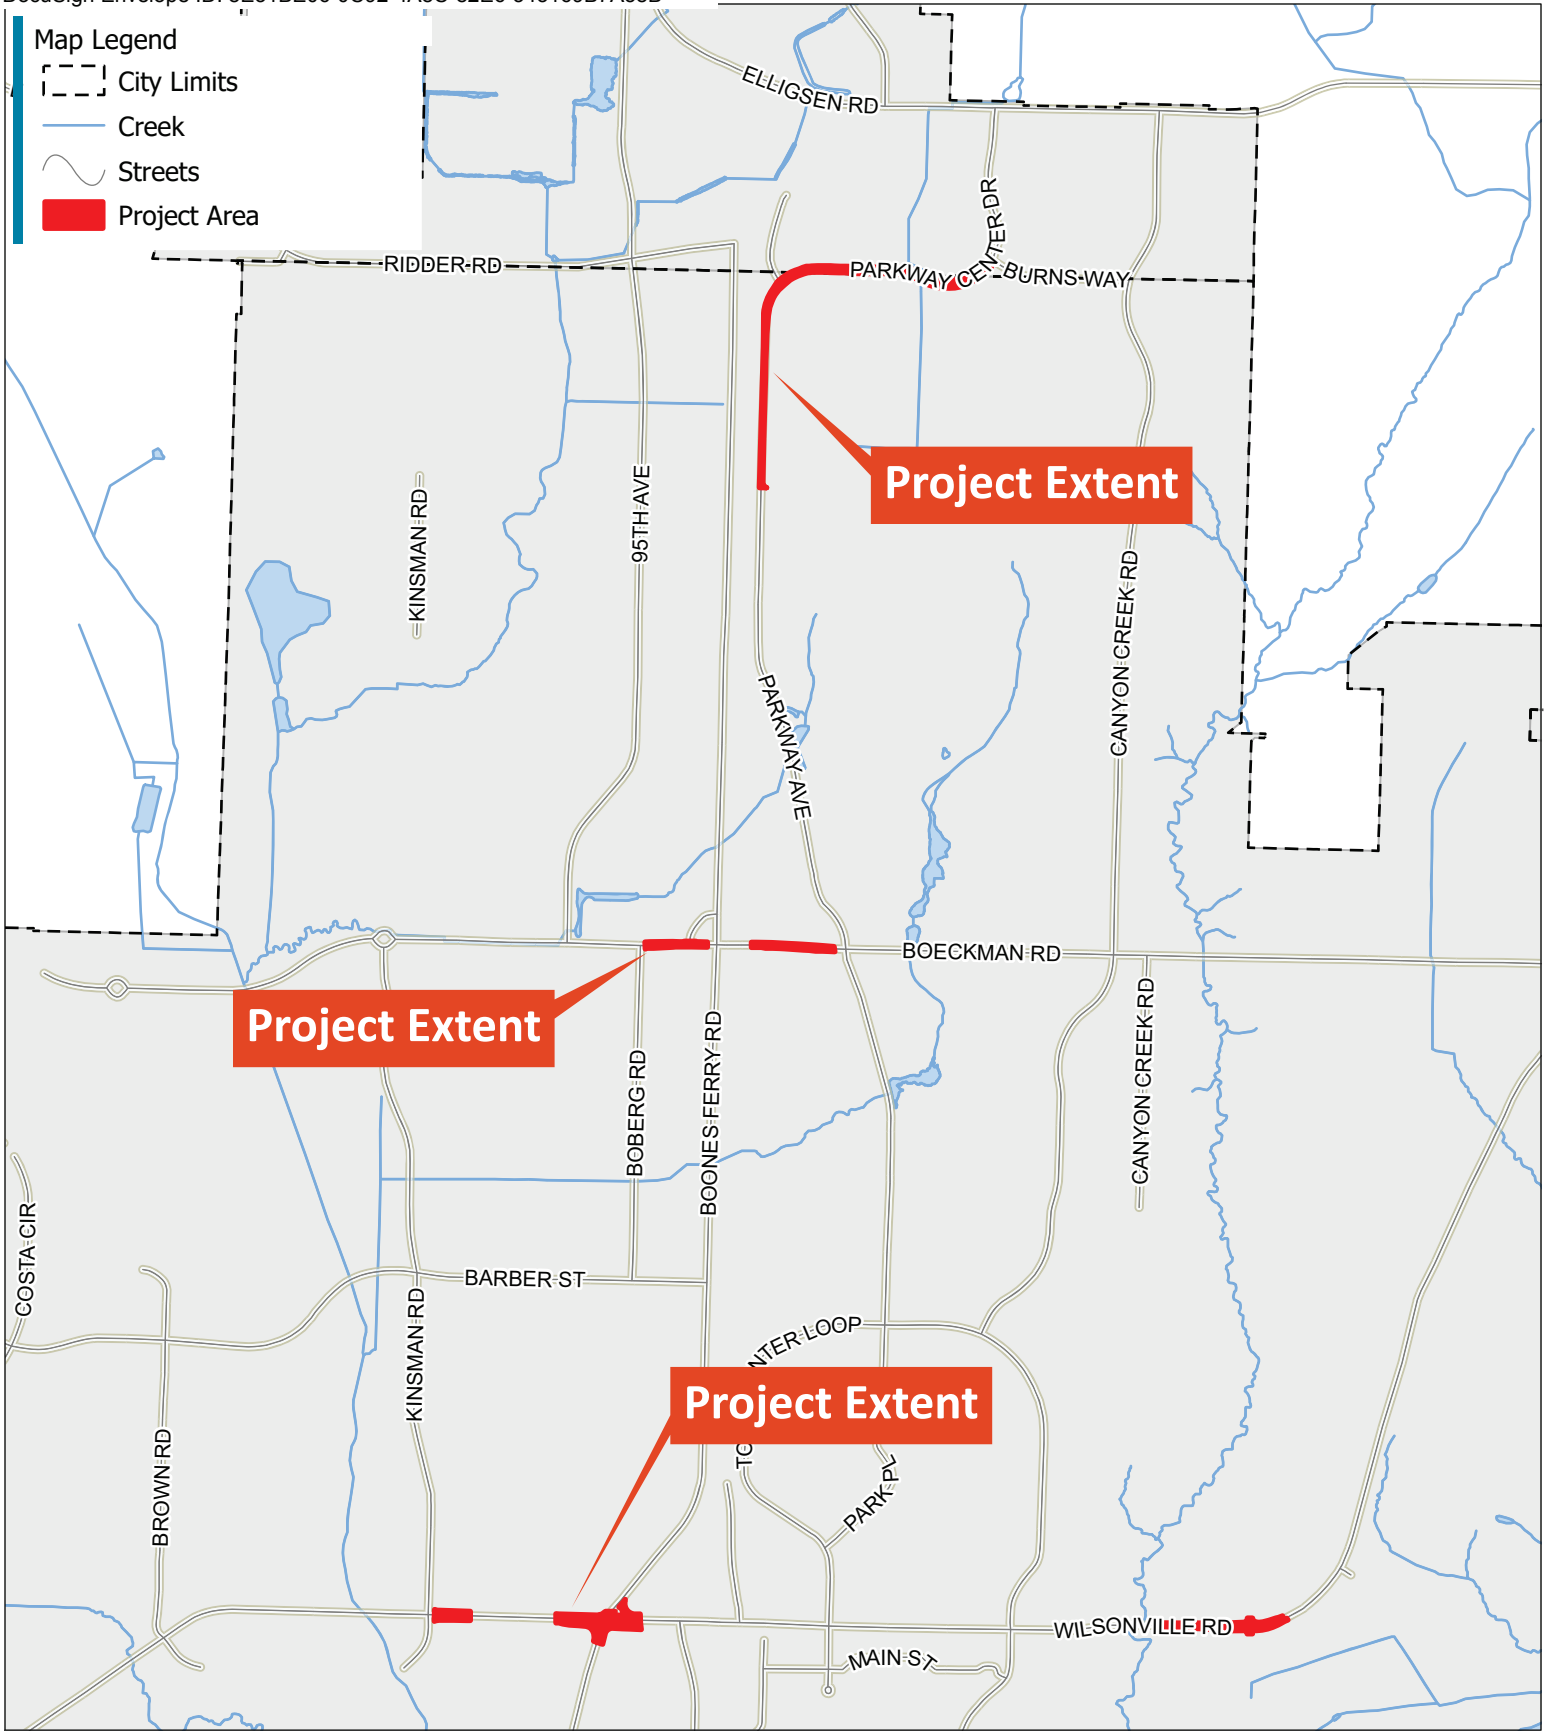 Map Legend
City Limits
Creek
Streets
Project Area
ELLIGSEN RD
PARKWAY CENTER DR
RIDDER RD
BURNS WAY
Project Extent
KINSMAN RD
95TH AVE
CANYON CREEK RD
PARKWAY AVE
BOECKMAN RD
Project Extent
BOBERG RD
BOONES FERRY RD
CANYON CREEK RD
COSTA CIR
BARBER ST
KINSMAN RD
NTER LOOP
Project Extent
TO
BROWN RD
PARK PL
WILSONVILLE RD
MAIN ST